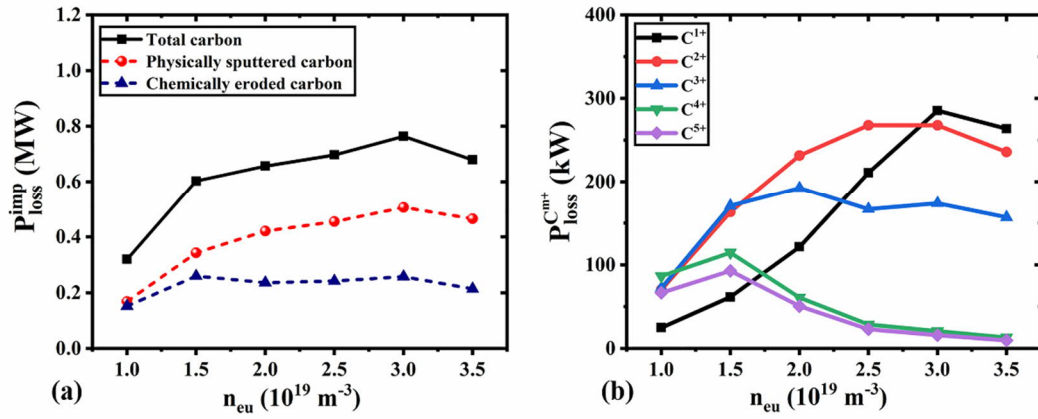 1.2
1.0
0.8
0.6
0.4
0.2
0.0
P_loss^imp (MW)
Total carbon
Physically sputtered carbon
Chemically eroded carbon
1.0 1.5 2.0 2.5 3.0 3.5
(a) n_eu (10^19 m^-3)
400
300
200
100
0
P_loss^C^m+ (kW)
C^1+
C^2+
C^3+
C^4+
C^5+
1.0 1.5 2.0 2.5 3.0 3.5
(b) n_eu (10^19 m^-3)